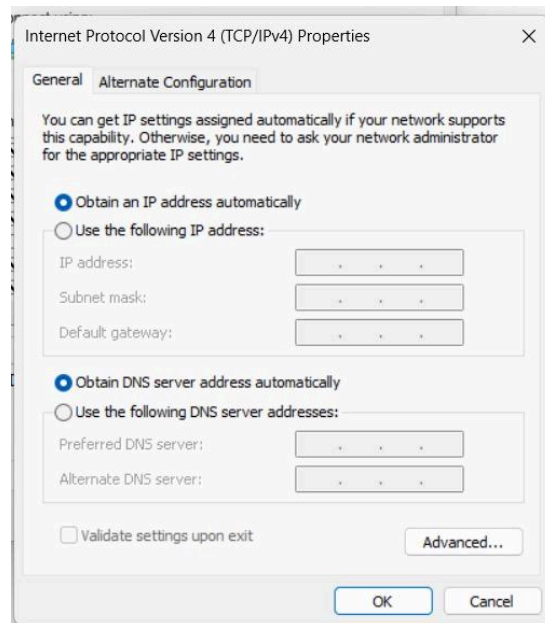 Internet Protocol Version 4 (TCP/IPv4) Properties
General
Alternate Configuration
You can get IP settings assigned automatically if your network supports
this capability. Otherwise, you need to ask your network administrator
for the appropriate IP settings.
Obtain an IP address automatically
Use the following IP address:
IP address:
Subnet mask:
Default gateway:
Obtain DNS server address automatically
Use the following DNS server addresses:
Preferred DNS server:
Alternate DNS server:
Validate settings upon exit
Advanced...
OK
Cancel